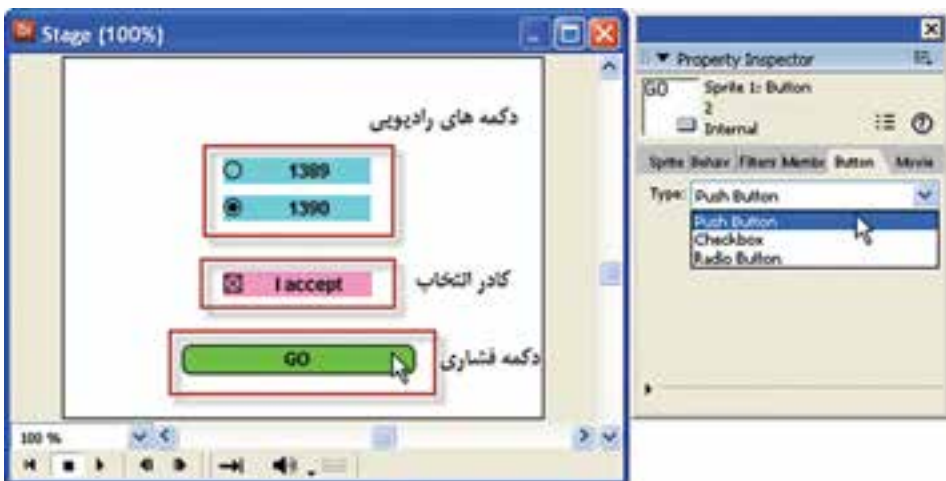 Stage (100%)
دکمه های رادیویی
1389
1390
I accept
کادر انتخاب
GO
دکمه فشاری
100 %
Property Inspector
GO
Sprite 1: Button
2
Internal
Sprite Behav Filters Membe Button Movie
Type: Push Button
Push Button
Checkbox
Radio Button